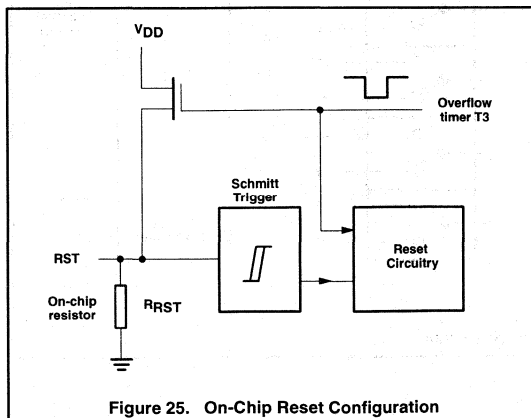 VDD
Overflow
timer T3
Schmitt
Trigger
Reset
Circuitry
RST
On-chip
resistor
RRST
Figure 25. On-Chip Reset Configuration